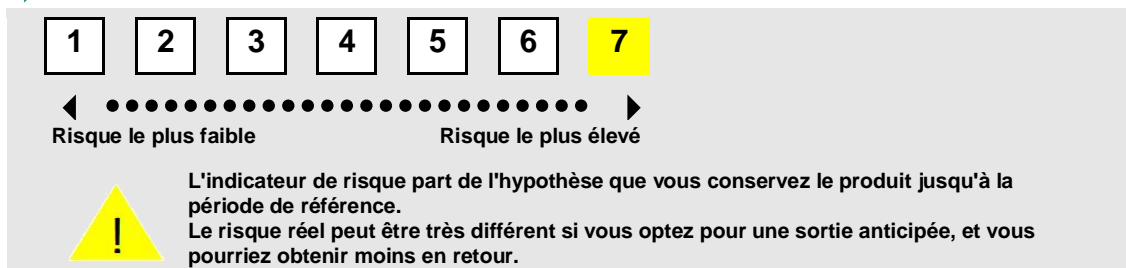 1 2 3 4 5 6 7
Risque le plus faible Risque le plus élevé
L'indicateur de risque part de l'hypothèse que vous conservez le produit jusqu'à la
période de référence.
Le risque réel peut être très différent si vous optez pour une sortie anticipée, et vous
pourriez obtenir moins en retour.
!